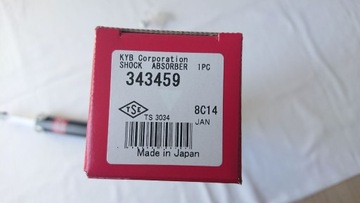 KYB Corporation
SHOCK ABSORBER 1PC
343459
TSE
8C14
TS 3034
JAN
Made in Japan